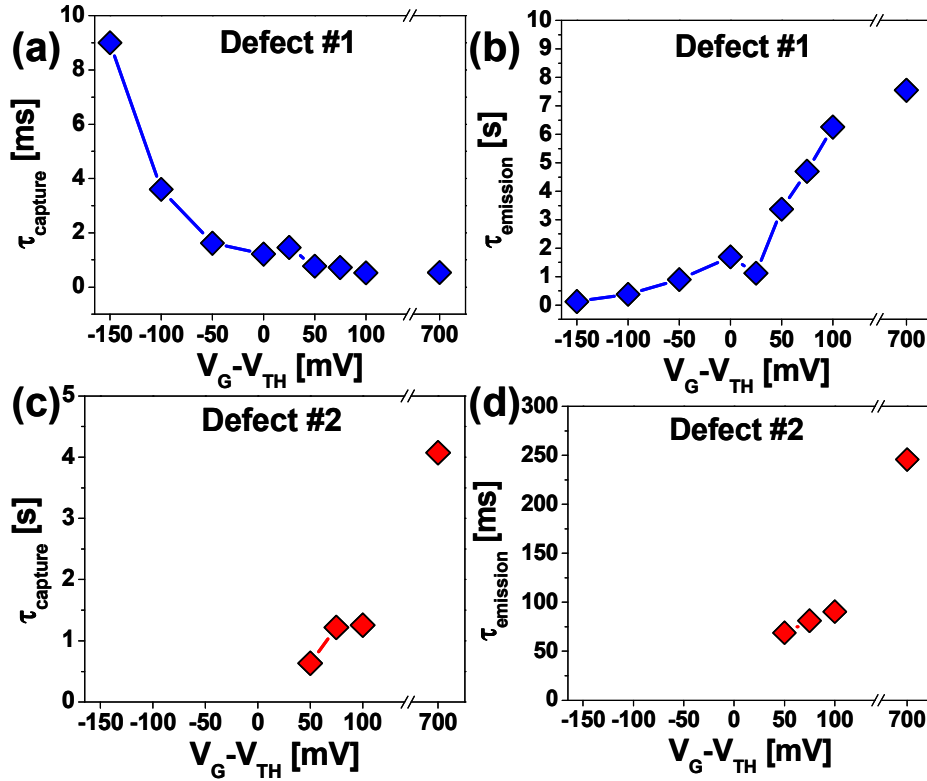 (a)
Defect #1
τcapture [ms]
10
8
6
4
2
0
-150 -100 -50 0 50 100 700
VG-VTH [mV]
(b)
Defect #1
τemission [s]
10
9
8
7
6
5
4
3
2
1
0
-150 -100 -50 0 50 100 700
VG-VTH [mV]
(c)
Defect #2
τcapture [s]
5
4
3
2
1
0
-150 -100 -50 0 50 100 700
VG-VTH [mV]
(d)
Defect #2
τemission [ms]
300
250
200
150
100
50
0
-150 -100 -50 0 50 100 700
VG-VTH [mV]